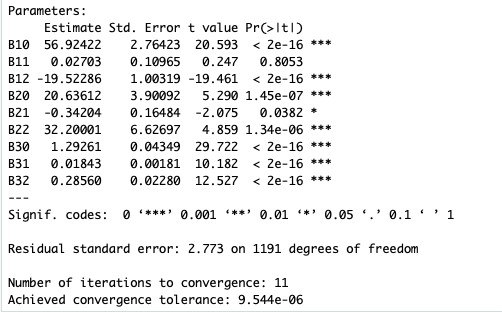 Parameters:
Estimate Std. Error t value Pr(>|t|)
B10 56.92422 2.76423 20.593 < 2e-16 ***
B11 0.02703 0.10965 0.247 0.8053
B12 -19.52286 1.00319 -19.461 < 2e-16 ***
B20 20.63612 3.90092 5.290 1.45e-07 ***
B21 -0.34204 0.16484 -2.075 0.0382 *
B22 32.20001 6.62697 4.859 1.34e-06 ***
B30 1.29261 0.04349 29.722 < 2e-16 ***
B31 0.01843 0.00181 10.182 < 2e-16 ***
B32 0.28560 0.02280 12.527 < 2e-16 ***
---
Signif. codes: 0 ‘***’ 0.001 ‘**’ 0.01 ‘*’ 0.05 ‘.’ 0.1 ‘ ’ 1
Residual standard error: 2.773 on 1191 degrees of freedom
Number of iterations to convergence: 11
Achieved convergence tolerance: 9.544e-06